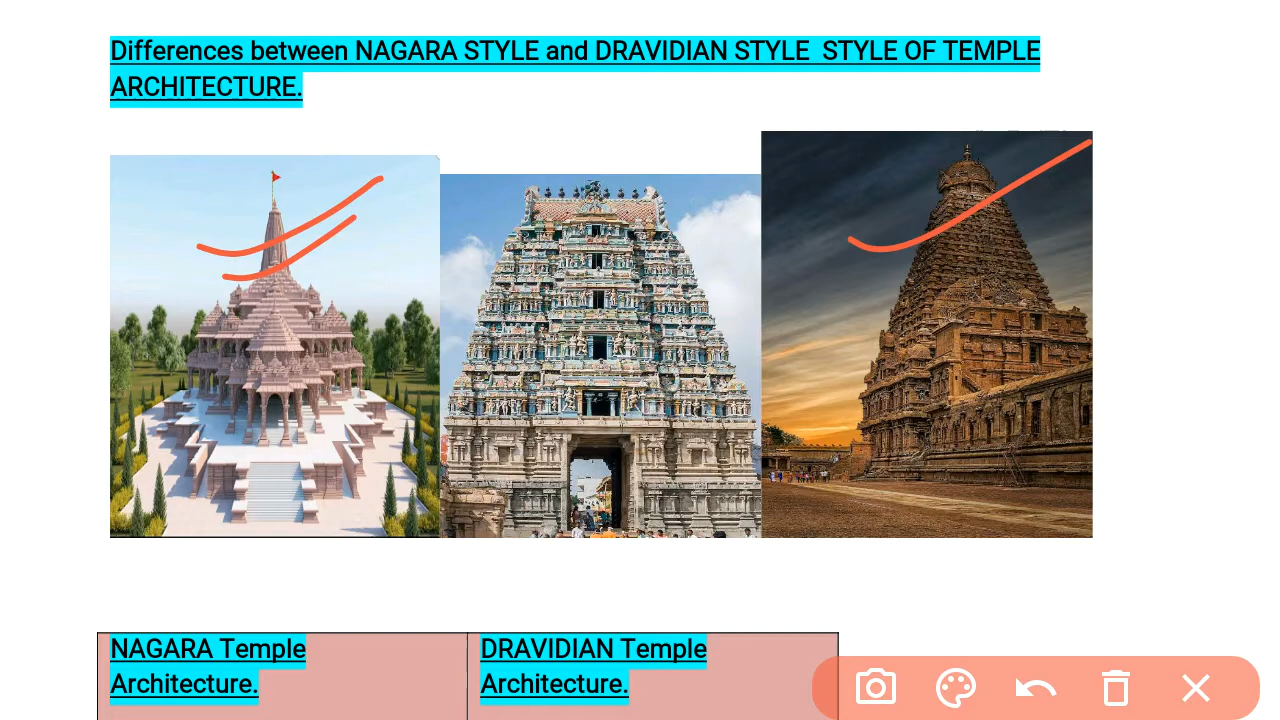 Differences between NAGARA STYLE and DRAVIDIAN STYLE  STYLE OF TEMPLE
ARCHITECTURE.
NAGARA Temple
Architecture.
DRAVIDIAN Temple
Architecture.